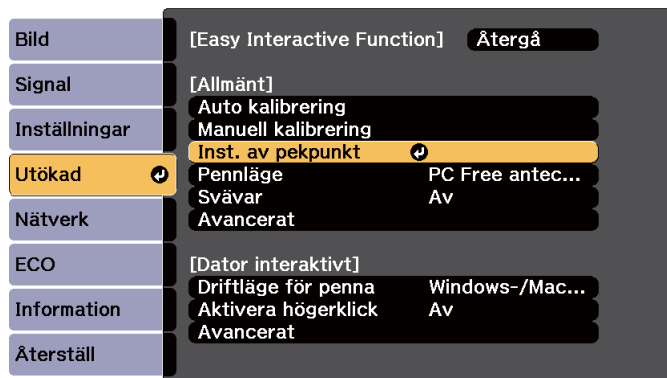 Bild
Signal
Inställningar
Utökad
Nätverk
ECO
Information
Återställ
[Easy Interactive Function] Återgå
[Allmänt]
Auto kalibrering
Manuell kalibrering
Inst. av pekpunkt
Pennläge PC Free antec...
Svävar Av
Avancerat
[Dator interaktivt]
Driftläge för penna Windows-/Mac...
Aktivera högerklick Av
Avancerat